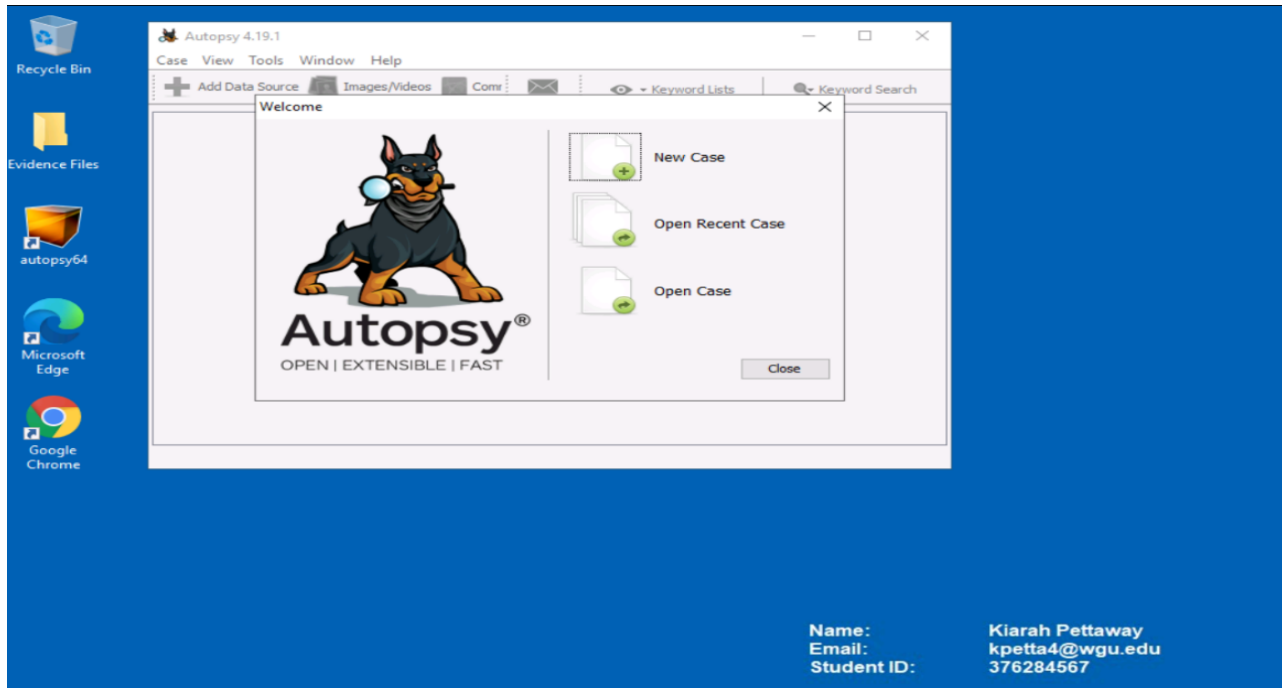 Recycle Bin
Evidence Files
autopsy64
Microsoft
Edge
Google
Chrome
Autopsy 4.19.1
Case View Tools Window Help
Add Data Source Images/Videos Comr Keyword Lists Keyword Search
Welcome
New Case
Open Recent Case
Open Case
Autopsy®
OPEN | EXTENSIBLE | FAST
Close
Name: Kiarah Pettaway
Email: kpetta4@wgu.edu
Student ID: 376284567